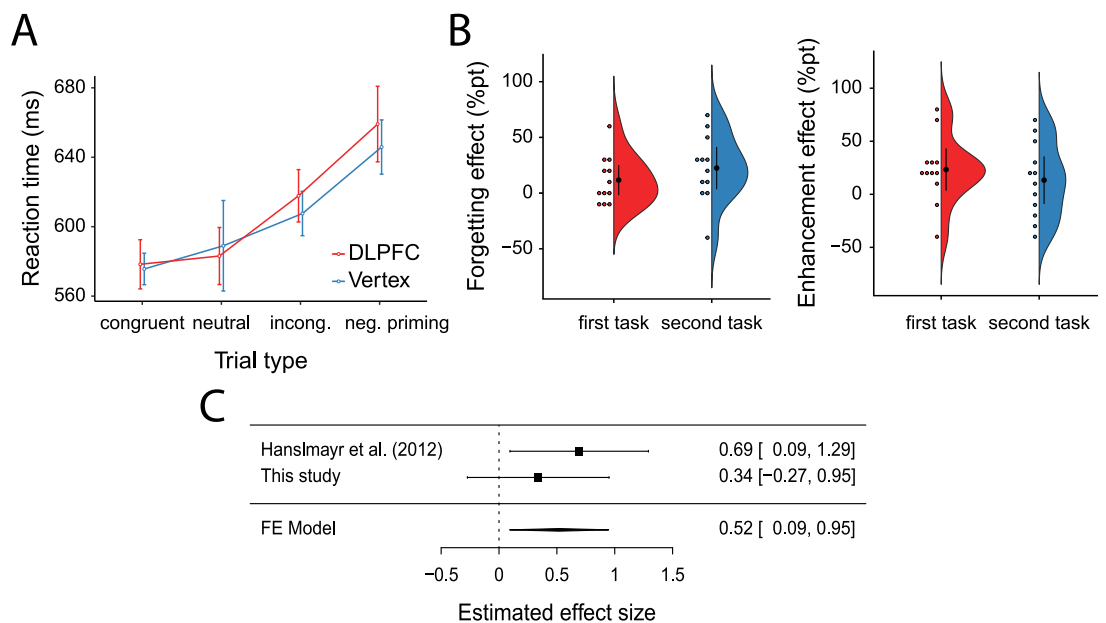 A
Reaction time (ms)
680
640
600
560
DLPFC
Vertex
congruent neutral incong. neg. priming
Trial type
B
Forgetting effect (%pt)
100
50
0
−50
first task second task
Enhancement effect (%pt)
100
50
0
−50
first task second task
C
Hanslmayr et al. (2012) 0.69 [ 0.09, 1.29]
This study 0.34 [−0.27, 0.95]
FE Model 0.52 [ 0.09, 0.95]
−0.5 0 0.5 1 1.5
Estimated effect size